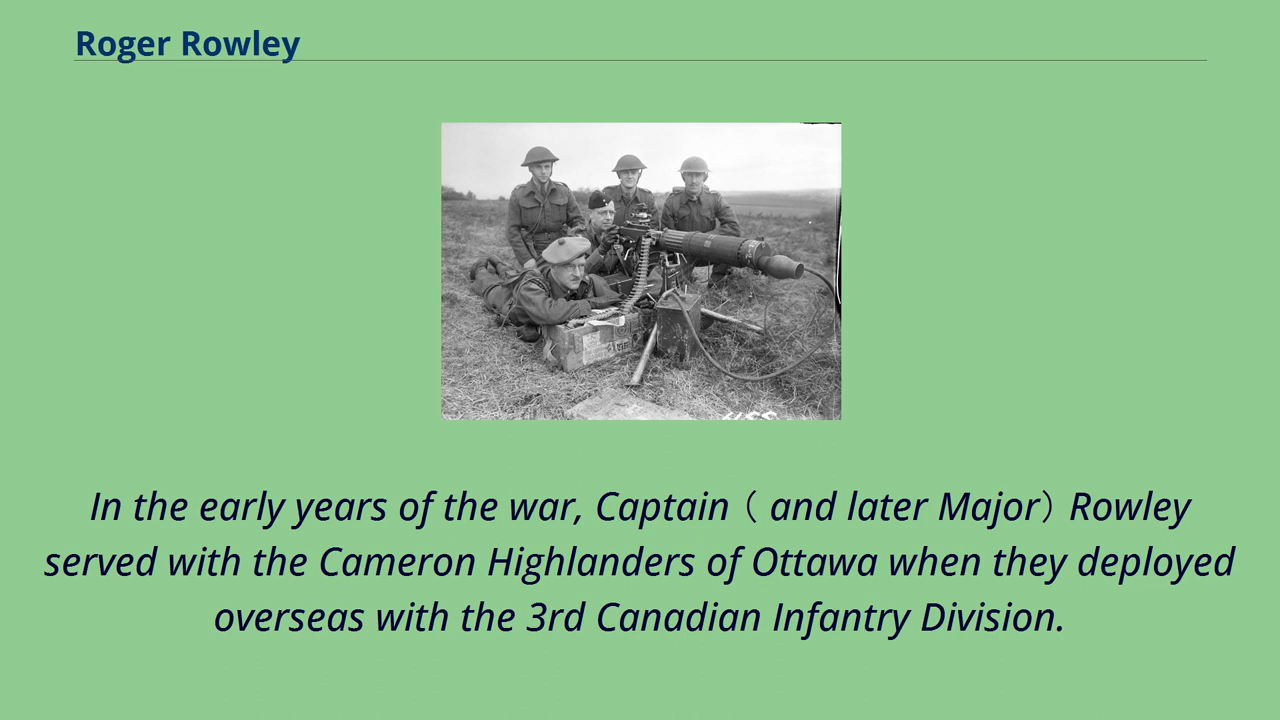 Roger Rowley
In the early years of the war, Captain ( and later Major) Rowley
served with the Cameron Highlanders of Ottawa when they deployed
overseas with the 3rd Canadian Infantry Division.